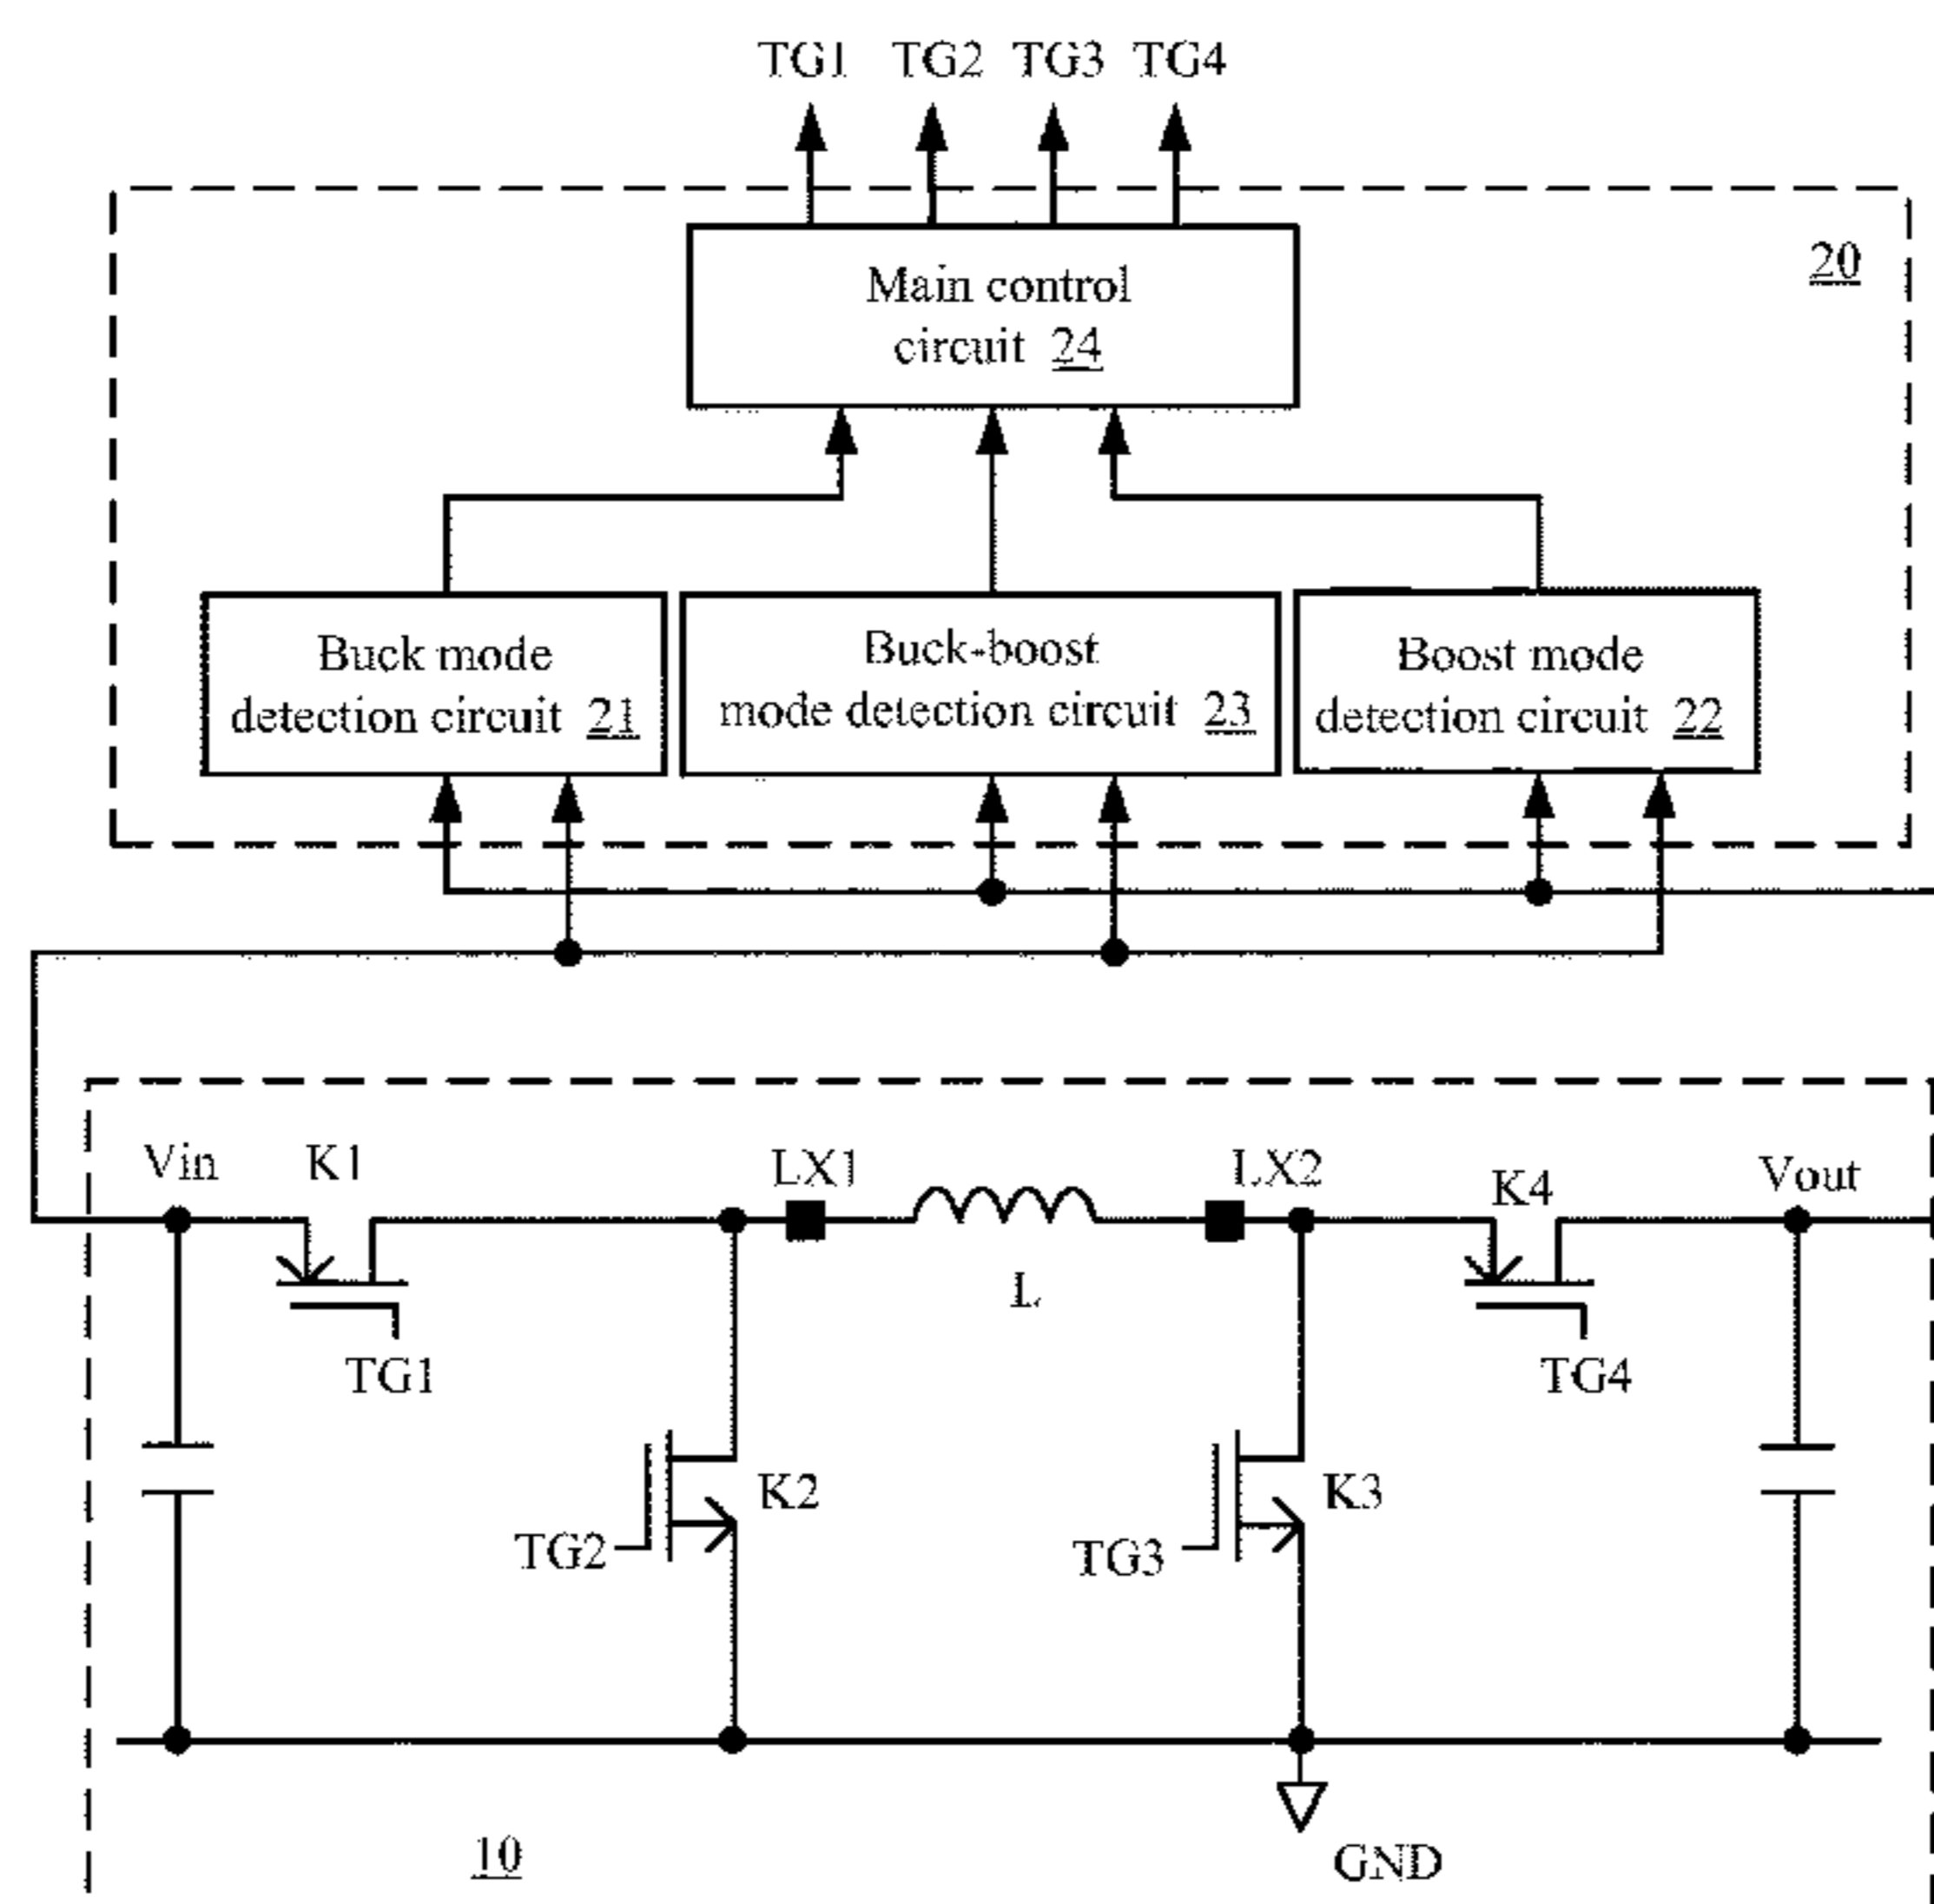 TG1 TG2 TG3 TG4
20
Main control
circuit 24
Buck mode
detection circuit 21
Buck-boost
mode detection circuit 23
Boost mode
detection circuit 22
Vin
K1
LX1
LX2
K4
Vout
L
TG1
TG4
K2
K3
TG2
TG3
10
GND